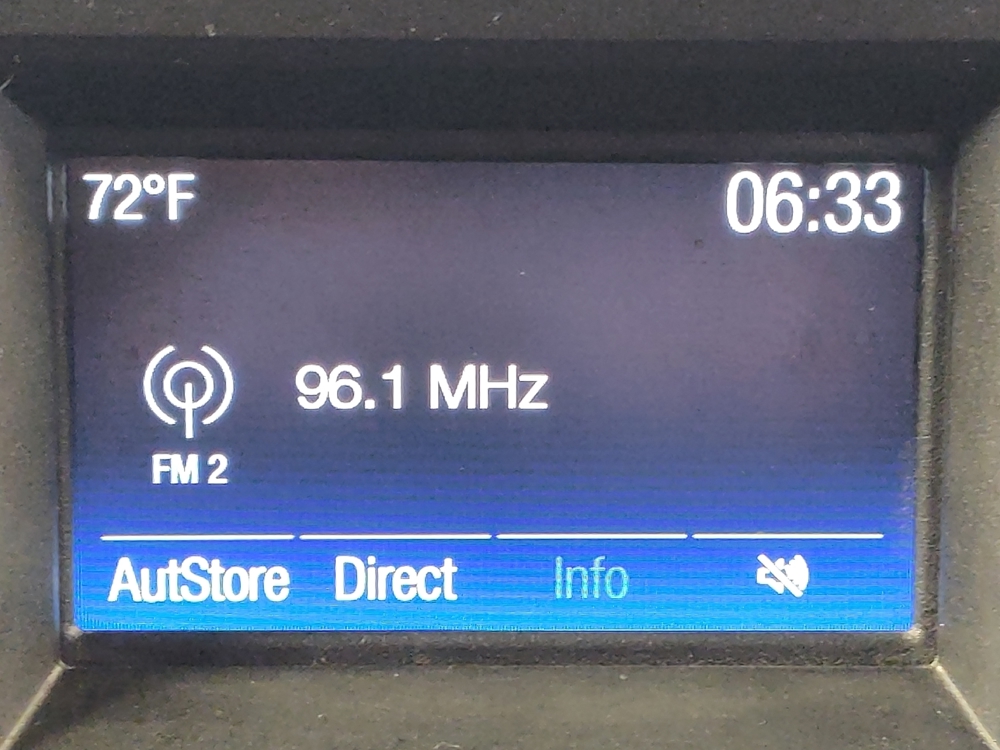 72°F 06:33
96.1 MHz
FM 2
AutStore Direct Info